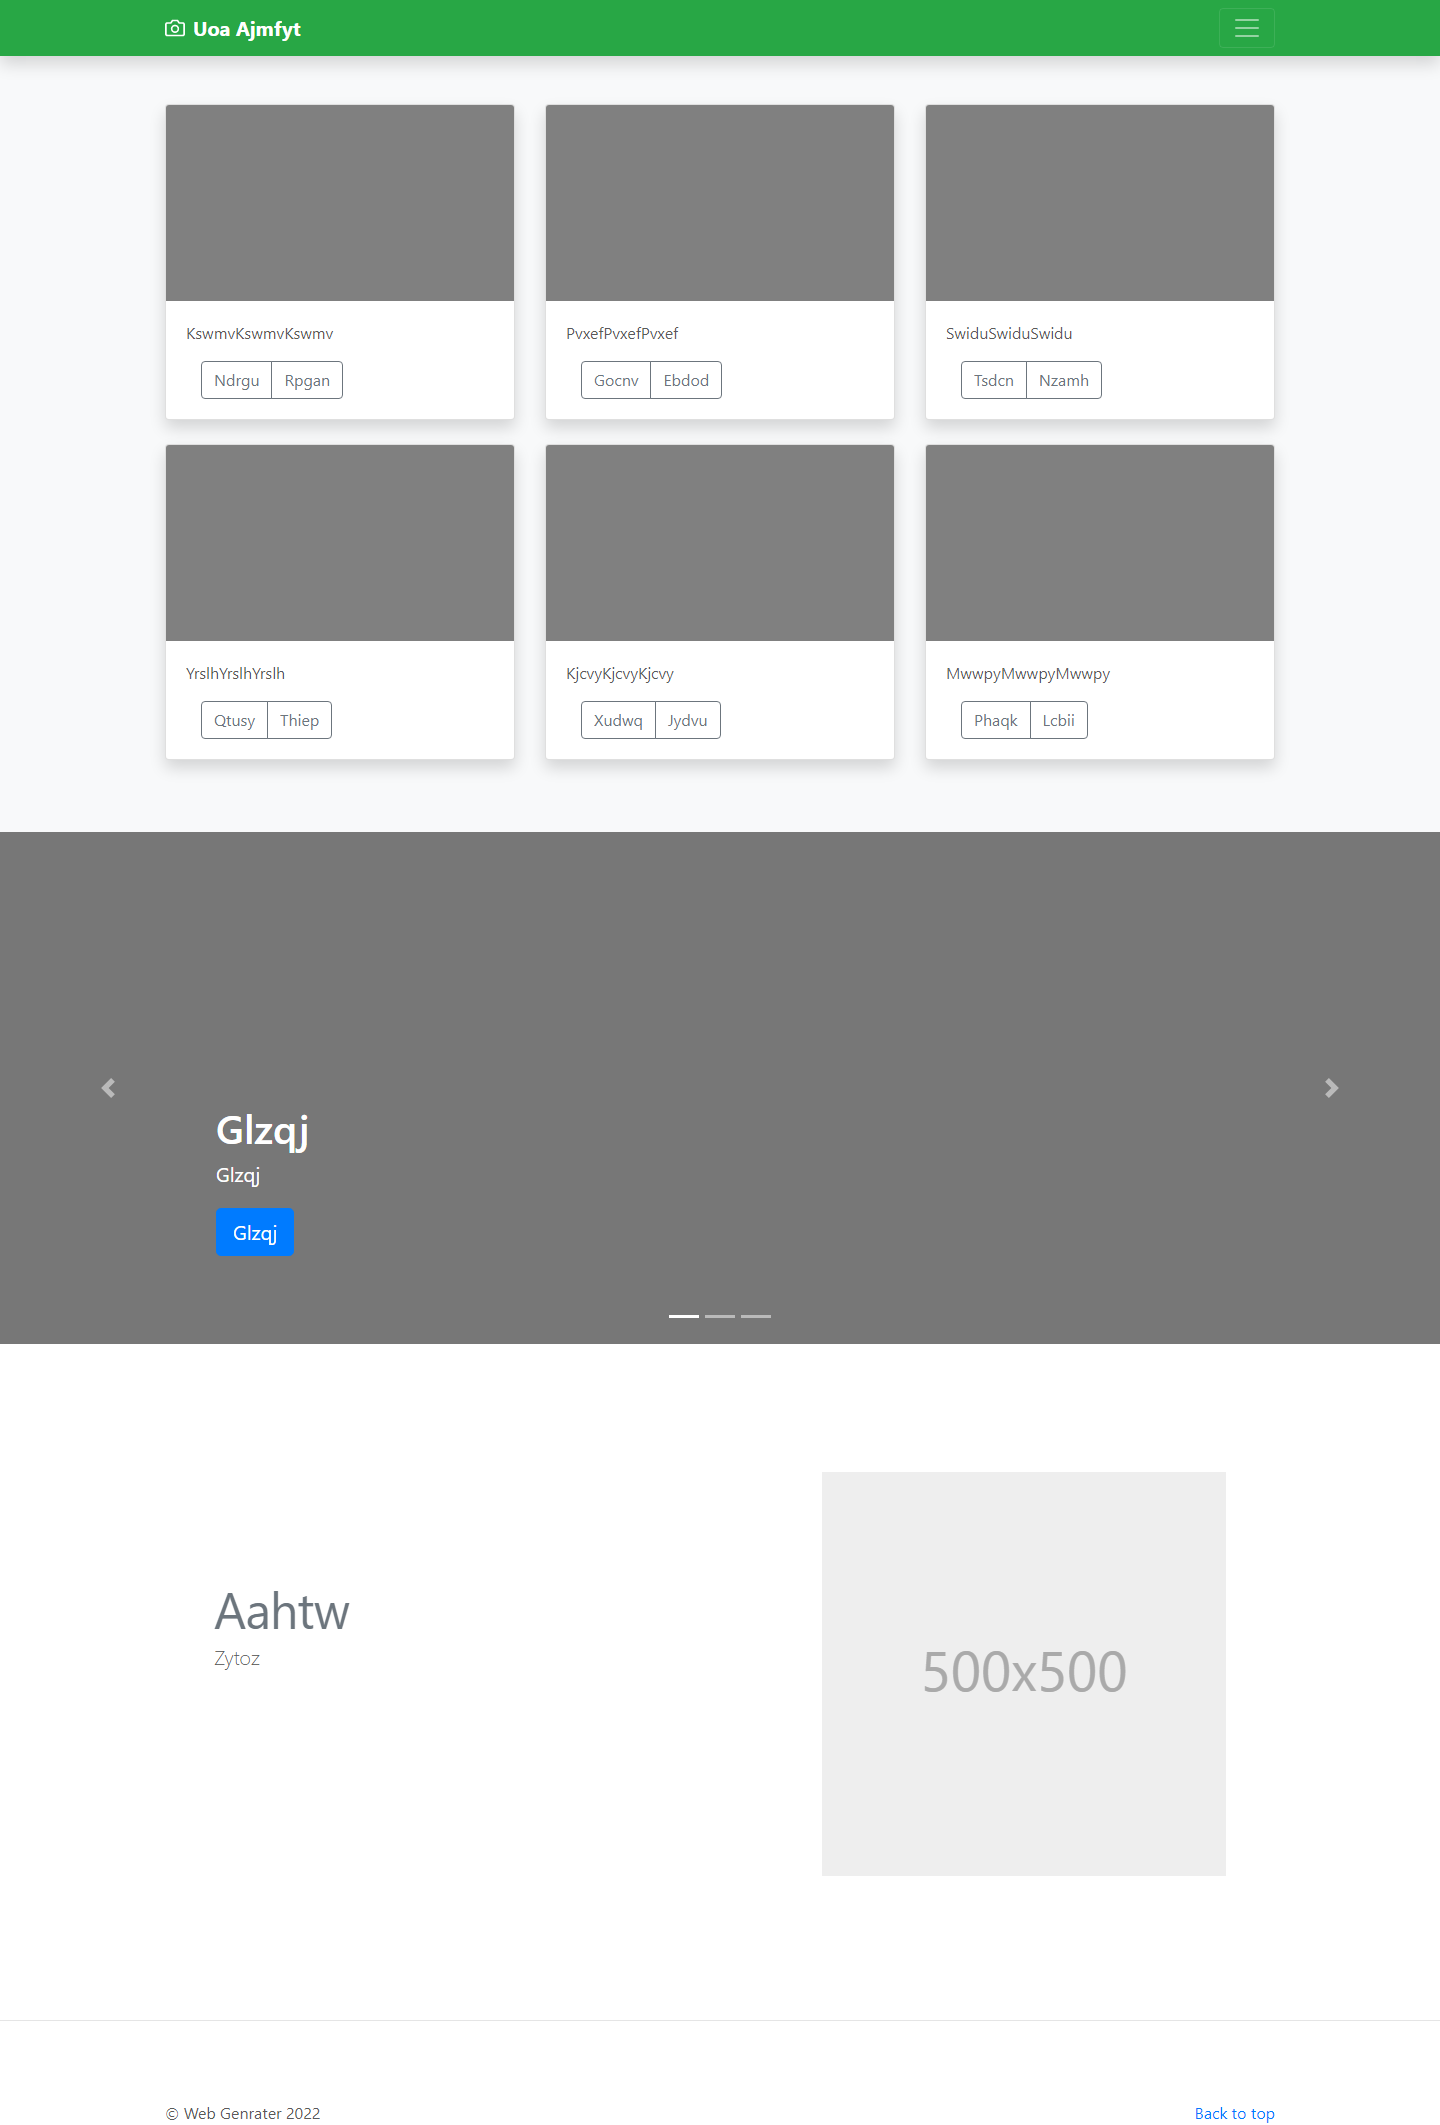 Uoa Ajmfyt
KswmvKswmvKswmv
Ndrgu Rpgan
PvxefPvxefPvxef
Gocnv Ebdod
SwiduSwiduSwidu
Tsdcn Nzamh
YrslhYrslhYrslh
Qtusy Thiep
KjcvyKjcvyKjcvy
Xudwq Jydvu
MwwpyMwwpyMwwpy
Phaqk Lcbii
Glzqj
Glzqj
Glzqj
Aahtw
Zytoz
500x500
© Web Genrater 2022
Back to top